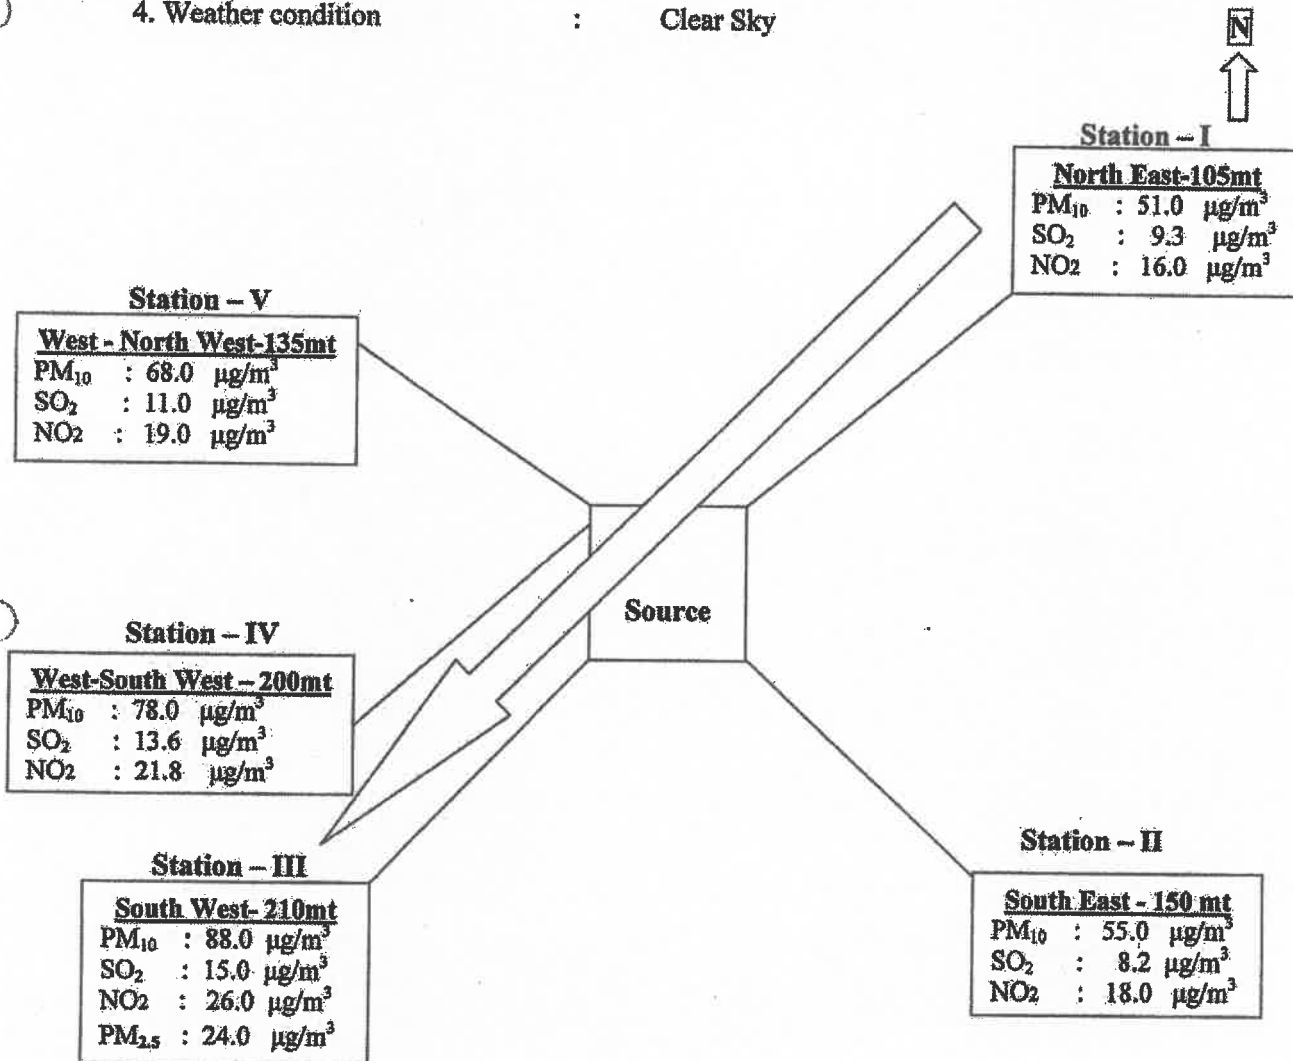 4. Weather condition : Clear Sky
N
Station – I
North East-105mt
PM₁₀ : 51.0 µg/m³
SO₂ : 9.3 µg/m³
NO2 : 16.0 µg/m³
Station – V
West - North West-135mt
PM₁₀ : 68.0 µg/m³
SO₂ : 11.0 µg/m³
NO2 : 19.0 µg/m³
Source
Station – IV
West-South West – 200mt
PM₁₀ : 78.0 µg/m³
SO₂ : 13.6 µg/m³
NO2 : 21.8 µg/m³
Station – III
South West- 210mt
PM₁₀ : 88.0 µg/m³
SO₂ : 15.0 µg/m³
NO2 : 26.0 µg/m³
PM₂.₅ : 24.0 µg/m³
Station – II
South East - 150 mt
PM₁₀ : 55.0 µg/m³
SO₂ : 8.2 µg/m³
NO2 : 18.0 µg/m³